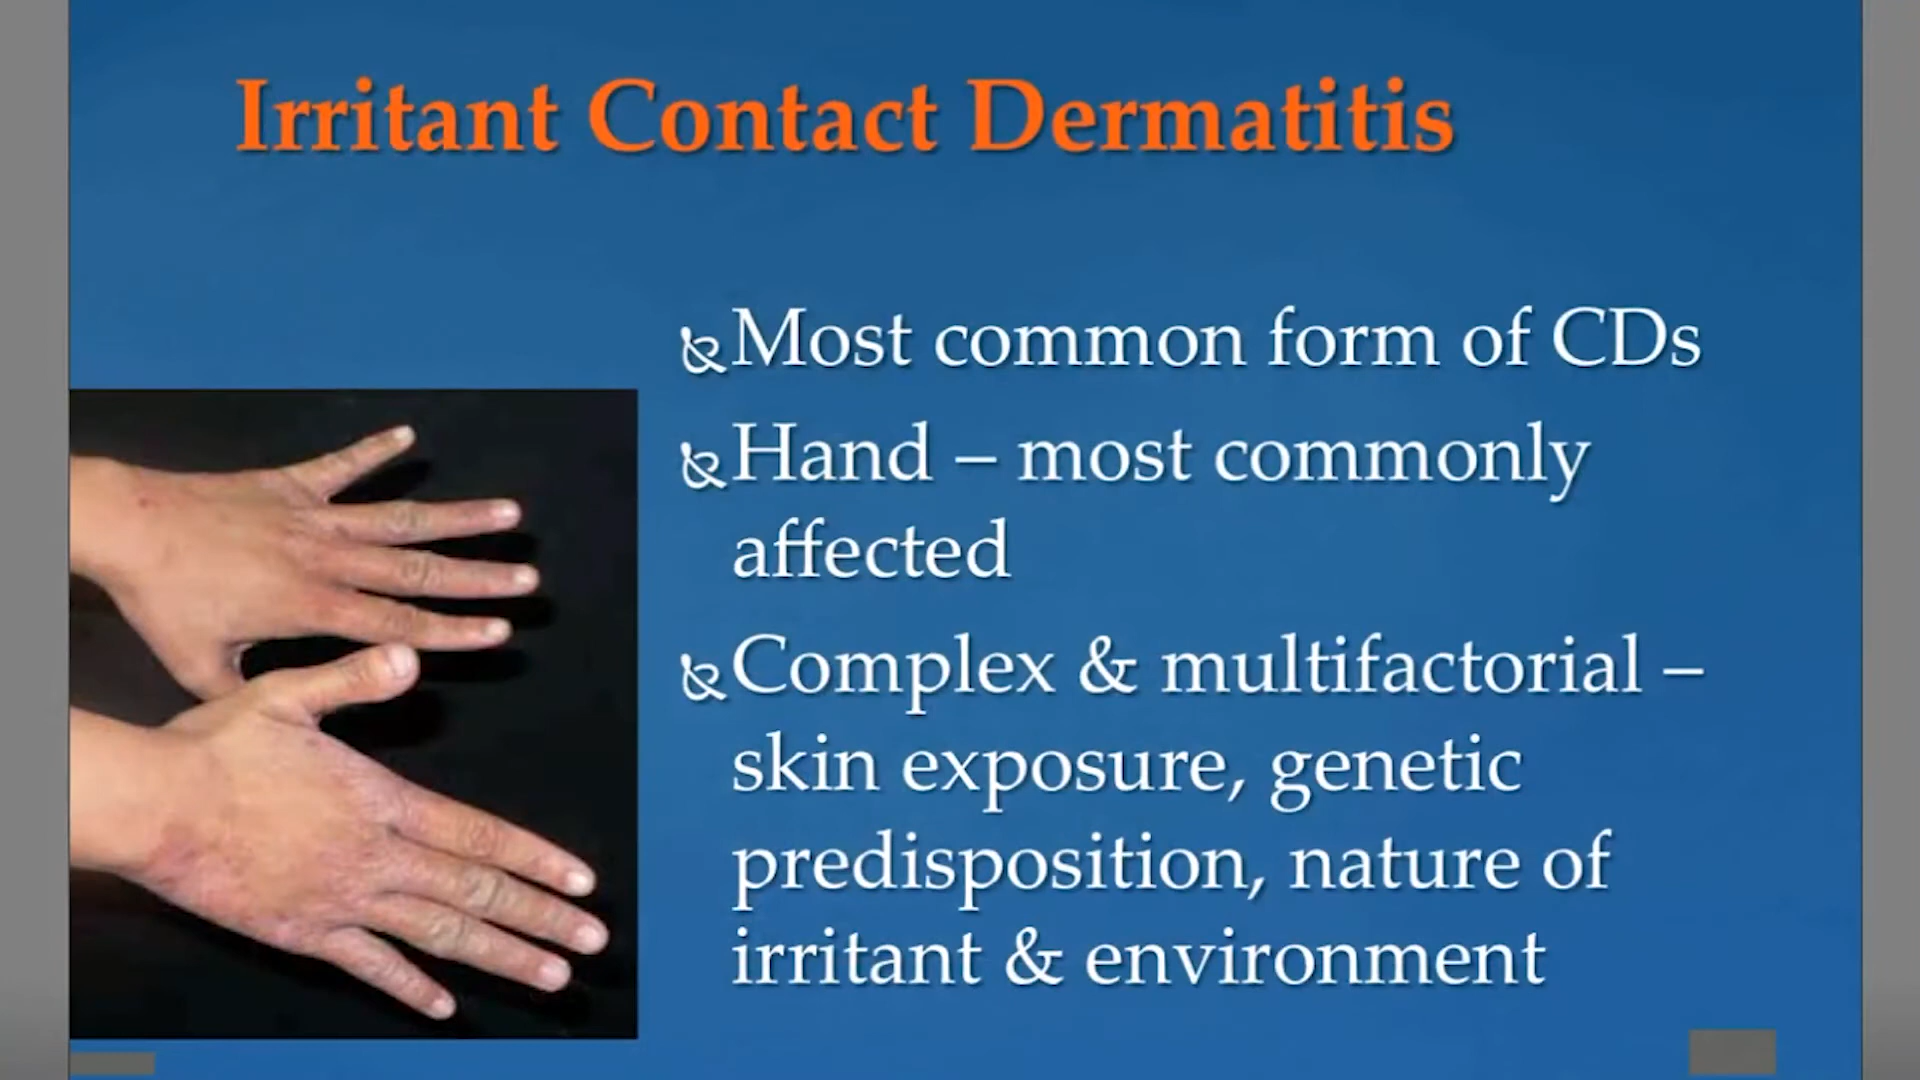 Irritant Contact Dermatitis
Most common form of CDs
Hand – most commonly
affected
Complex & multifactorial –
skin exposure, genetic
predisposition, nature of
irritant & environment